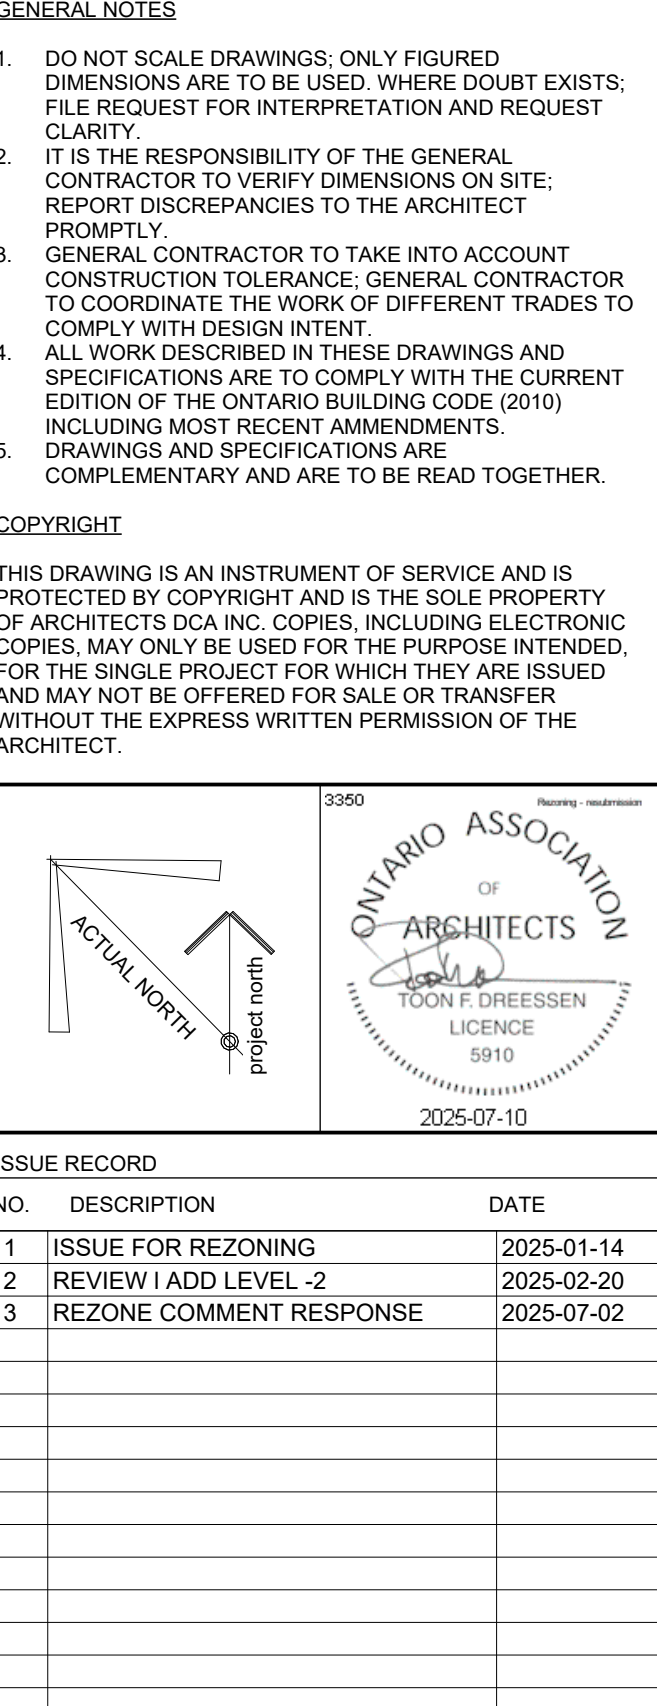 GENERAL NOTES
1. DO NOT SCALE DRAWINGS; ONLY FIGURED
DIMENSIONS ARE TO BE USED. WHERE DOUBT EXISTS;
FILE REQUEST FOR INTERPRETATION AND REQUEST
CLARITY.
2. IT IS THE RESPONSIBILITY OF THE GENERAL
CONTRACTOR TO VERIFY DIMENSIONS ON SITE;
REPORT DISCREPANCIES TO THE ARCHITECT
PROMPTLY.
3. GENERAL CONTRACTOR TO TAKE INTO ACCOUNT
CONSTRUCTION TOLERANCE; GENERAL CONTRACTOR
TO COORDINATE THE WORK OF DIFFERENT TRADES TO
COMPLY WITH DESIGN INTENT.
4. ALL WORK DESCRIBED IN THESE DRAWINGS AND
SPECIFICATIONS ARE TO COMPLY WITH THE CURRENT
EDITION OF THE ONTARIO BUILDING CODE (2010)
INCLUDING MOST RECENT AMMENDMENTS.
5. DRAWINGS AND SPECIFICATIONS ARE
COMPLEMENTARY AND ARE TO BE READ TOGETHER.
COPYRIGHT
THIS DRAWING IS AN INSTRUMENT OF SERVICE AND IS
PROTECTED BY COPYRIGHT AND IS THE SOLE PROPERTY
OF ARCHITECTS DCA INC. COPIES, INCLUDING ELECTRONIC
COPIES, MAY ONLY BE USED FOR THE PURPOSE INTENDED,
FOR THE SINGLE PROJECT FOR WHICH THEY ARE ISSUED
AND MAY NOT BE OFFERED FOR SALE OR TRANSFER
WITHOUT THE EXPRESS WRITTEN PERMISSION OF THE
ARCHITECT.
ACTUAL NORTH
project north
3350
Rezoning - resubmission
ONTARIO ASSOCIATION
OF
ARCHITECTS
TOON F. DREESSEN
LICENCE
5910
2025-07-10
ISSUE RECORD
NO. DESCRIPTION DATE
1 ISSUE FOR REZONING 2025-01-14
2 REVIEW I ADD LEVEL -2 2025-02-20
3 REZONE COMMENT RESPONSE 2025-07-02